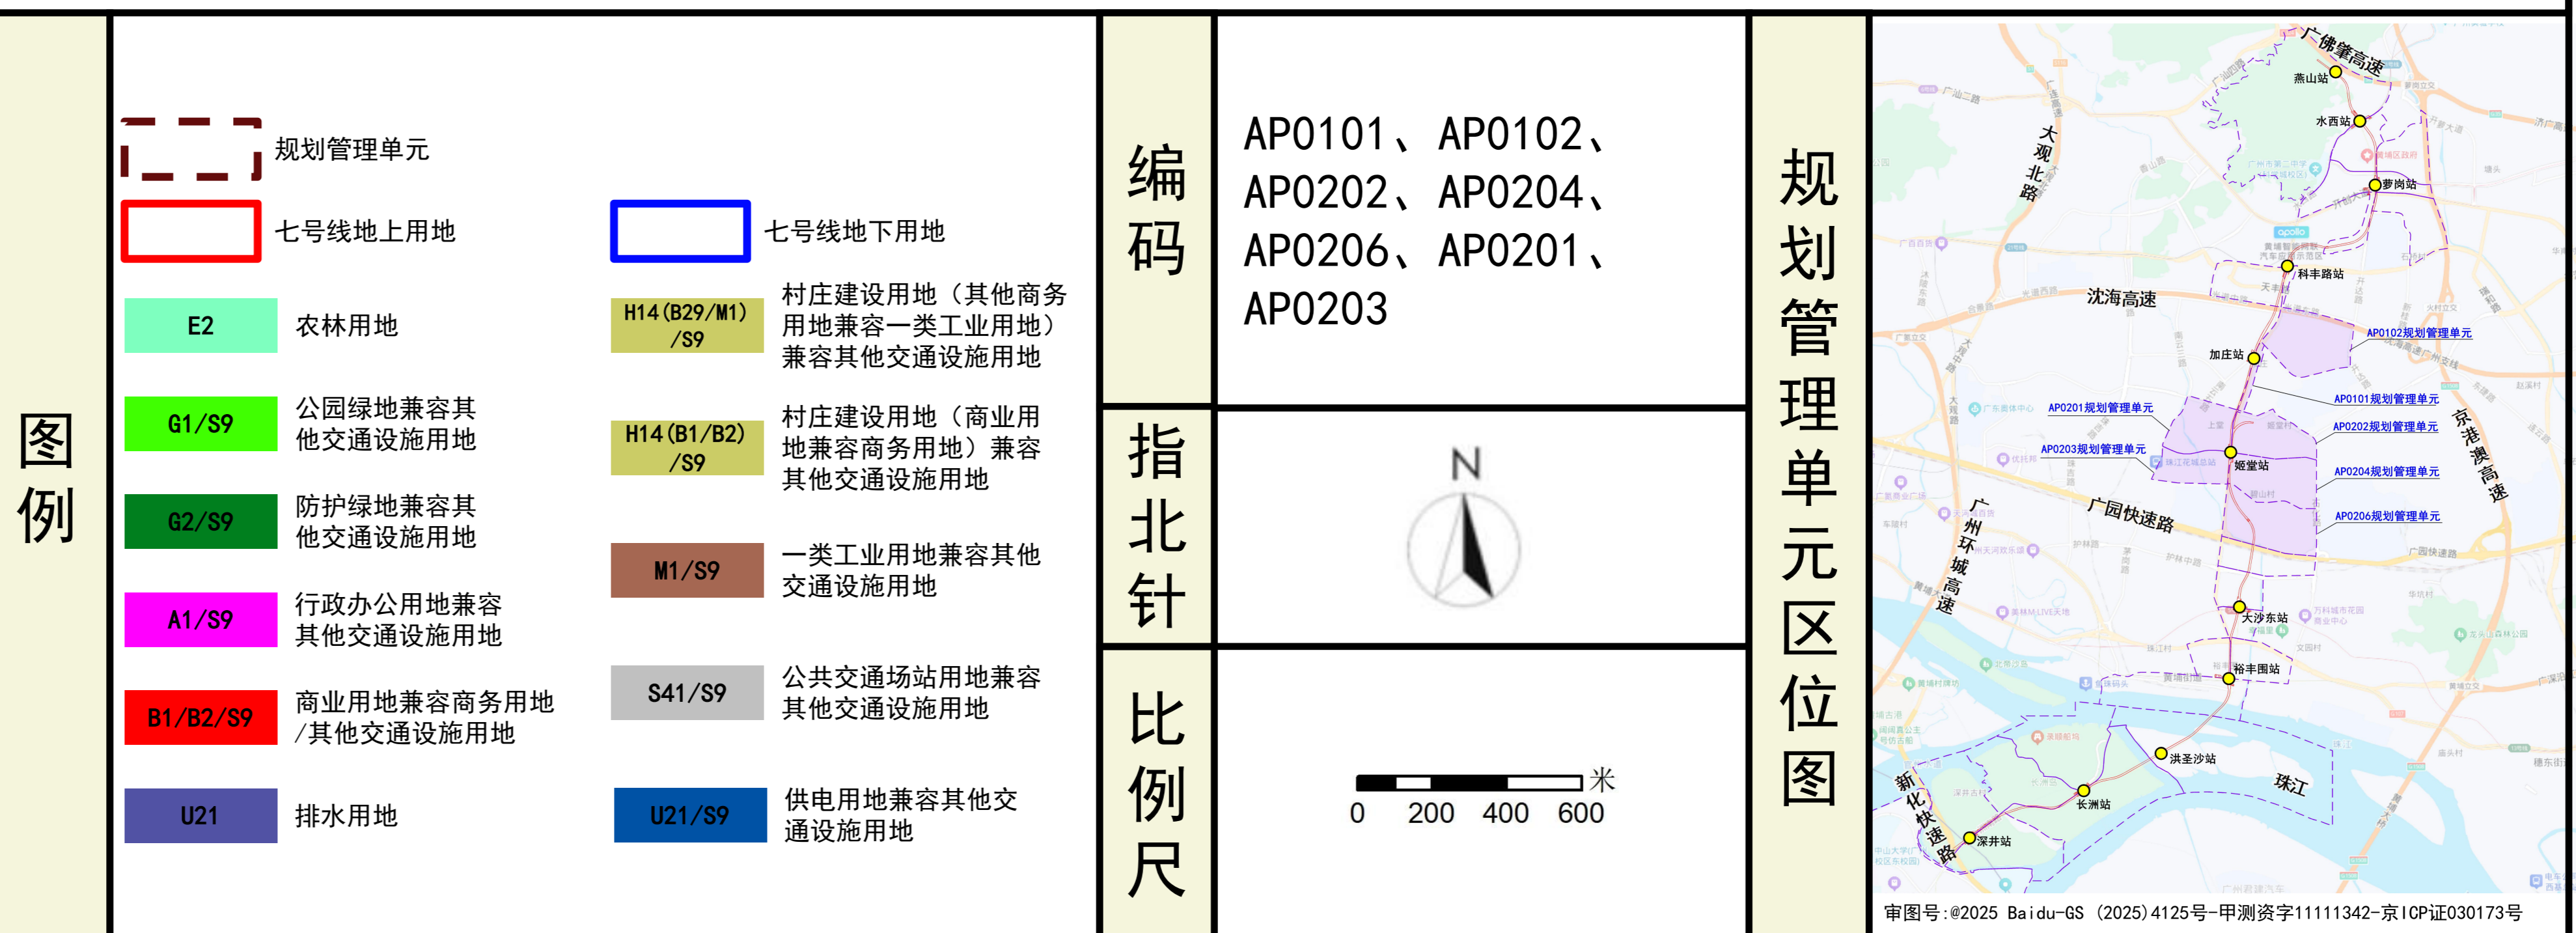 图例
规划管理单元
七号线地上用地
七号线地下用地
E2
农林用地
G1/S9
公园绿地兼容其
他交通设施用地
G2/S9
防护绿地兼容其
他交通设施用地
A1/S9
行政办公用地兼容
其他交通设施用地
B1/B2/S9
商业用地兼容商务用地
/其他交通设施用地
U21
排水用地
H14(B29/M1)
/S9
村庄建设用地（其他商务
用地兼容一类工业用地）
兼容其他交通设施用地
H14(B1/B2)
/S9
村庄建设用地（商业用
地兼容商务用地）兼容
其他交通设施用地
M1/S9
一类工业用地兼容其他
交通设施用地
S41/S9
公共交通场站用地兼容
其他交通设施用地
U21/S9
供电用地兼容其他交
通设施用地
编码
AP0101、AP0102、
AP0202、AP0204、
AP0206、AP0201、
AP0203
指北针
N
比例尺
米
0 200 400 600
规划管理单元区位图
广佛肇高速
燕山站
水西站
大观北路
黄埔区政府
广州市第二中学
萝岗站
apollo
科丰路站
沈海高速
AP0102规划管理单元
加庄站
AP0101规划管理单元
AP0201规划管理单元
AP0202规划管理单元
AP0203规划管理单元
姬堂站
AP0204规划管理单元
京港澳高速
AP0206规划管理单元
广园快速路
广州环城高速
广园快速路
大沙东站
裕丰围站
洪圣沙站
珠江
长洲站
新化快速路
深井站
审图号:@2025 Baidu-GS (2025)4125号-甲测资字11111342-京ICP证030173号